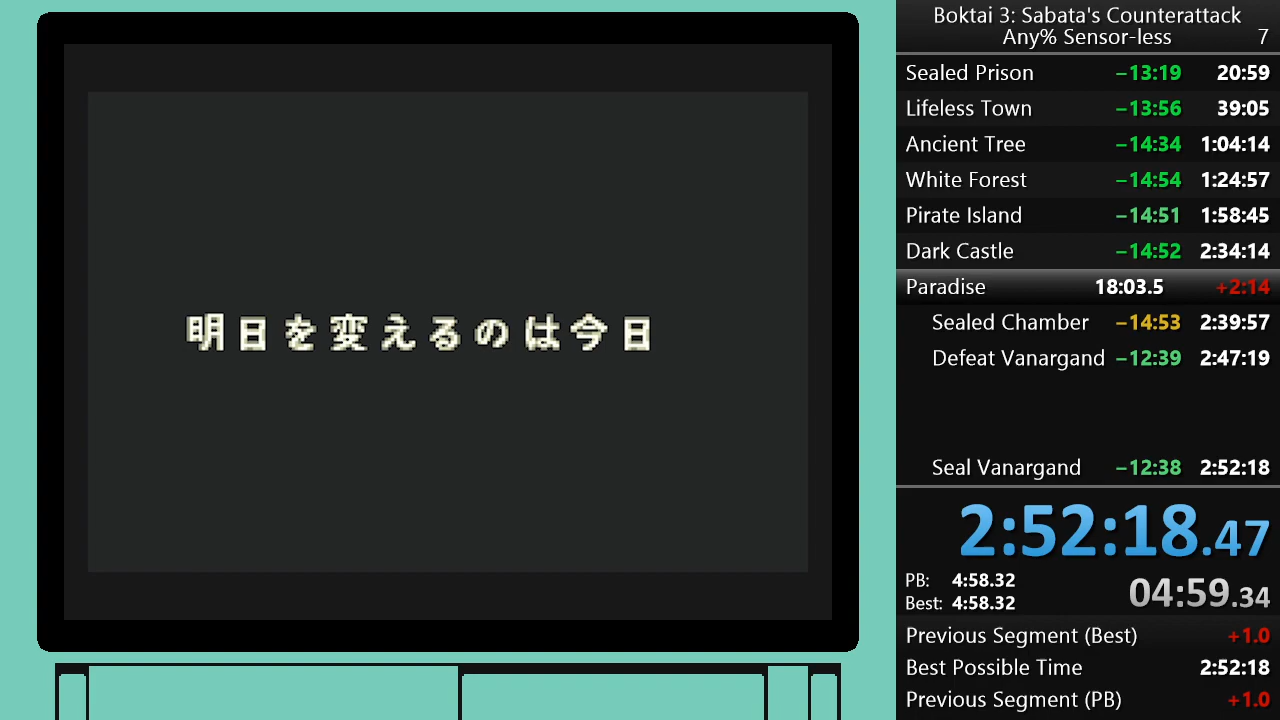 明日を変えるのは今日
Boktai 3: Sabata's Counterattack
Any% Sensor-less 7
Sealed Prison −13:19 20:59
Lifeless Town −13:56 39:05
Ancient Tree −14:34 1:04:14
White Forest −14:54 1:24:57
Pirate Island −14:51 1:58:45
Dark Castle −14:52 2:34:14
Paradise 18:03.5 +2:14
Sealed Chamber −14:53 2:39:57
Defeat Vanargand −12:39 2:47:19
Seal Vanargand −12:38 2:52:18
2:52:18.47
PB: 4:58.32
Best: 4:58.32
04:59.34
Previous Segment (Best) +1.0
Best Possible Time 2:52:18
Previous Segment (PB) +1.0